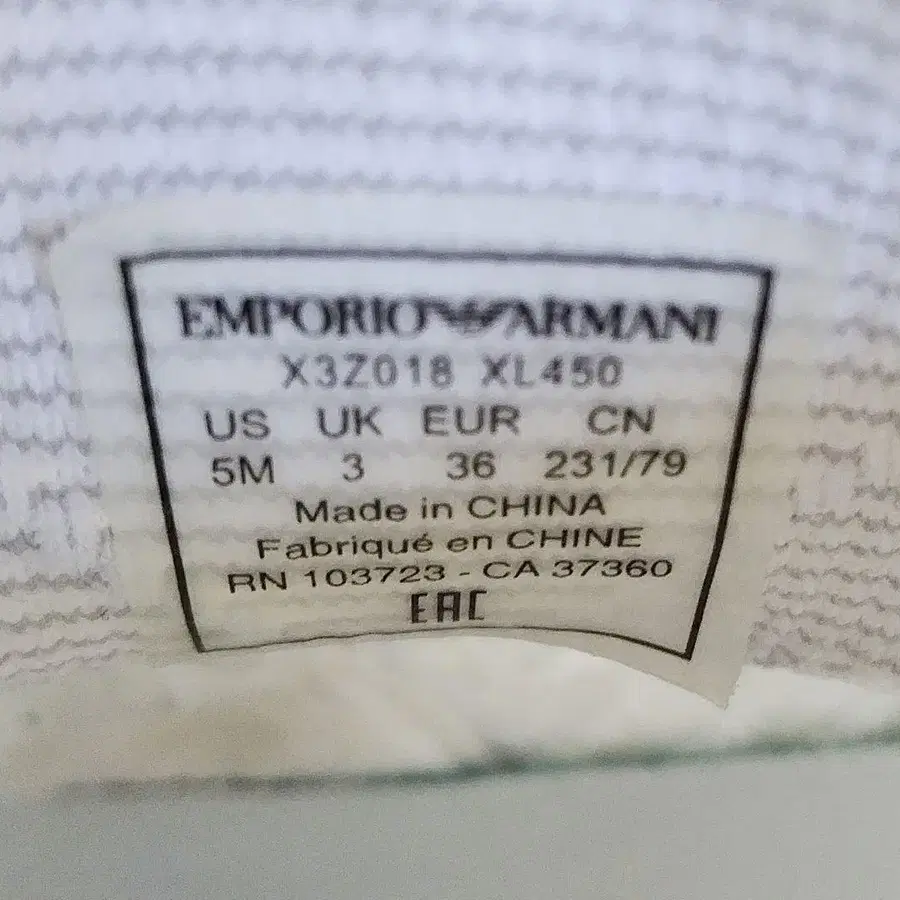 EMPORIO ARMANI
X3Z018 XL450
US UK EUR CN
5M 3 36 231/79
Made in CHINA
Fabriqué en CHINE
RN 103723 - CA 37360
EAC